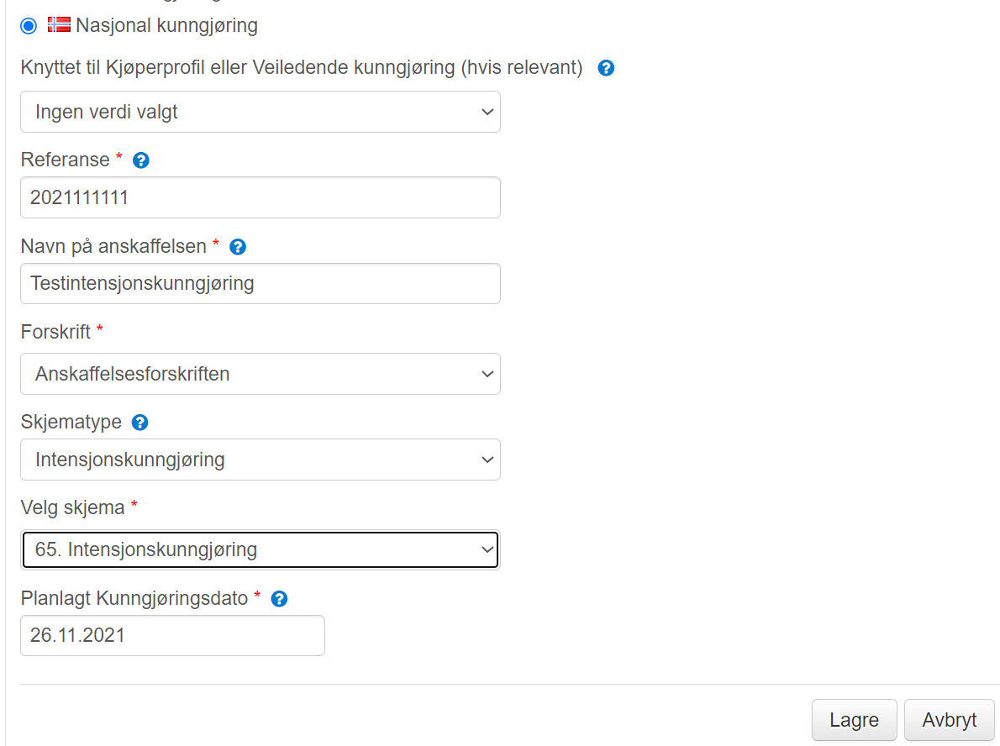 Nasjonal kunngjøring
Knyttet til Kjøperprofil eller Veiledende kunngjøring (hvis relevant) ?
Ingen verdi valgt
Referanse * ?
2021111111
Navn på anskaffelsen * ?
Testintensjonskunngjøring
Forskrift *
Anskaffelsesforskriften
Skjematype ?
Intensjonskunngjøring
Velg skjema *
65. Intensjonskunngjøring
Planlagt Kunngjøringsdato * ?
26.11.2021
Lagre Avbryt